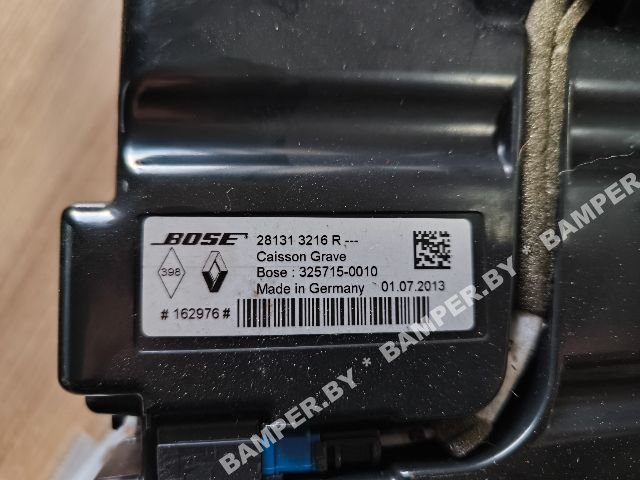 BOSE
28131 3216 R ---
Caisson Grave
Bose : 325715-0010
Made in Germany 01.07.2013
398
# 162976 #
BAMPER.BY * BAMPER.BY * BAMPER.BY